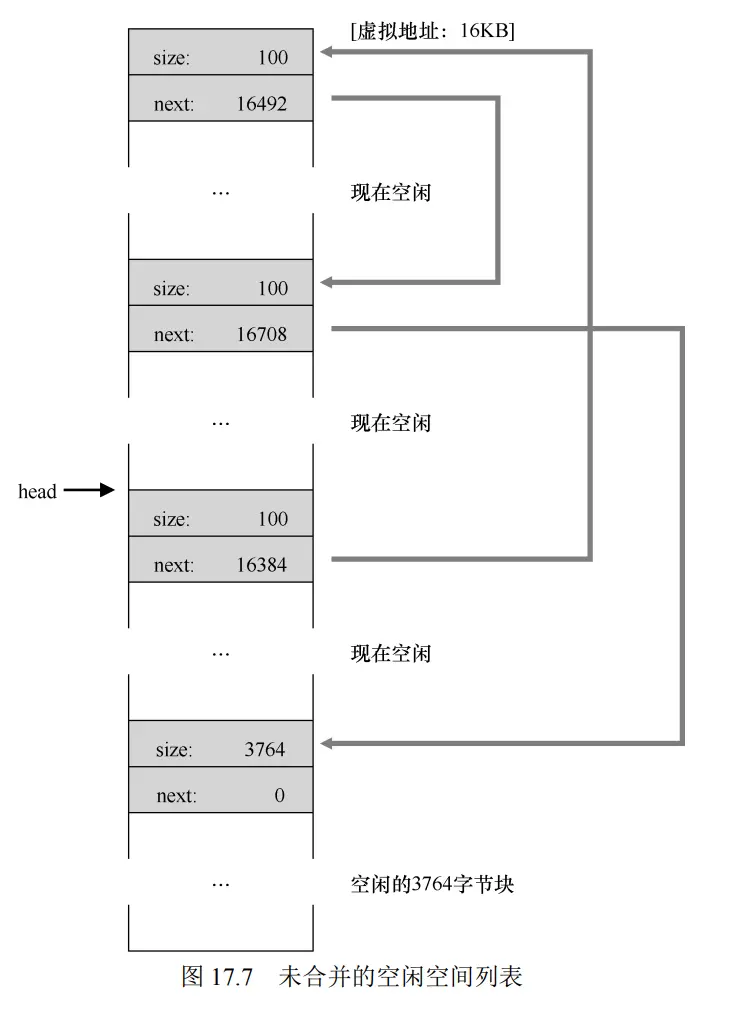 [虚拟地址：16KB]
size: 100
next: 16492
... 现在空闲
size: 100
next: 16708
... 现在空闲
head
size: 100
next: 16384
... 现在空闲
size: 3764
next: 0
... 空闲的3764字节块
图 17.7 未合并的空闲空间列表